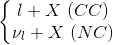 l + X (CC)
ν_l + X (NC)